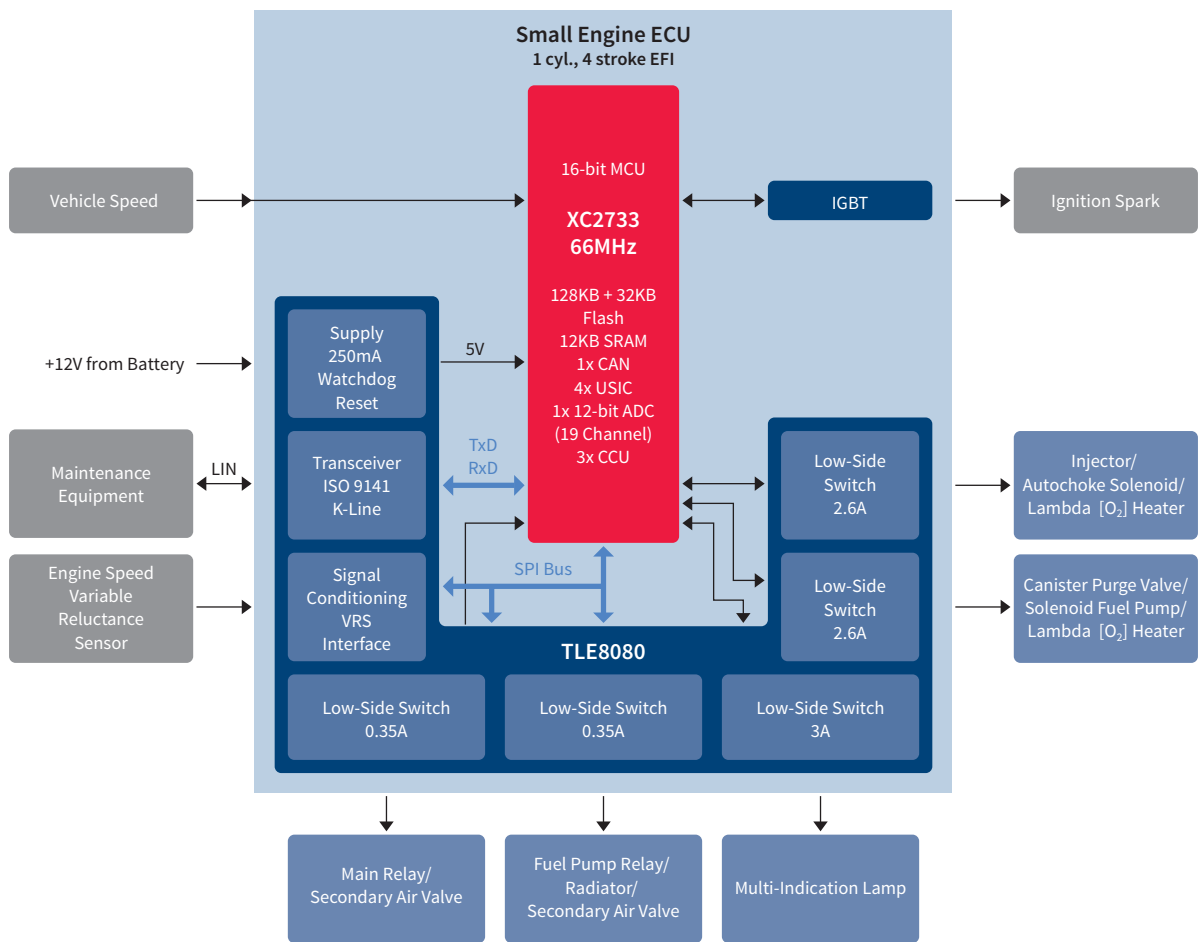 Small Engine ECU
1 cyl., 4 stroke EFI
16-bit MCU
XC2733
66MHz
128KB + 32KB
Flash
12KB SRAM
1x CAN
4x USIC
1x 12-bit ADC
(19 Channel)
3x CCU
Vehicle Speed
IGBT
Ignition Spark
+12V from Battery
Supply
250mA
Watchdog
Reset
5V
Maintenance
Equipment
LIN
Transceiver
ISO 9141
K-Line
TxD
RxD
Low-Side
Switch
2.6A
Injector/
Autochoke Solenoid/
Lambda [O₂] Heater
Engine Speed
Variable
Reluctance
Sensor
Signal
Conditioning
VRS
Interface
SPI Bus
Low-Side
Switch
2.6A
Canister Purge Valve/
Solenoid Fuel Pump/
Lambda [O₂] Heater
TLE8080
Low-Side Switch
0.35A
Low-Side Switch
0.35A
Low-Side Switch
3A
Main Relay/
Secondary Air Valve
Fuel Pump Relay/
Radiator/
Secondary Air Valve
Multi-Indication Lamp